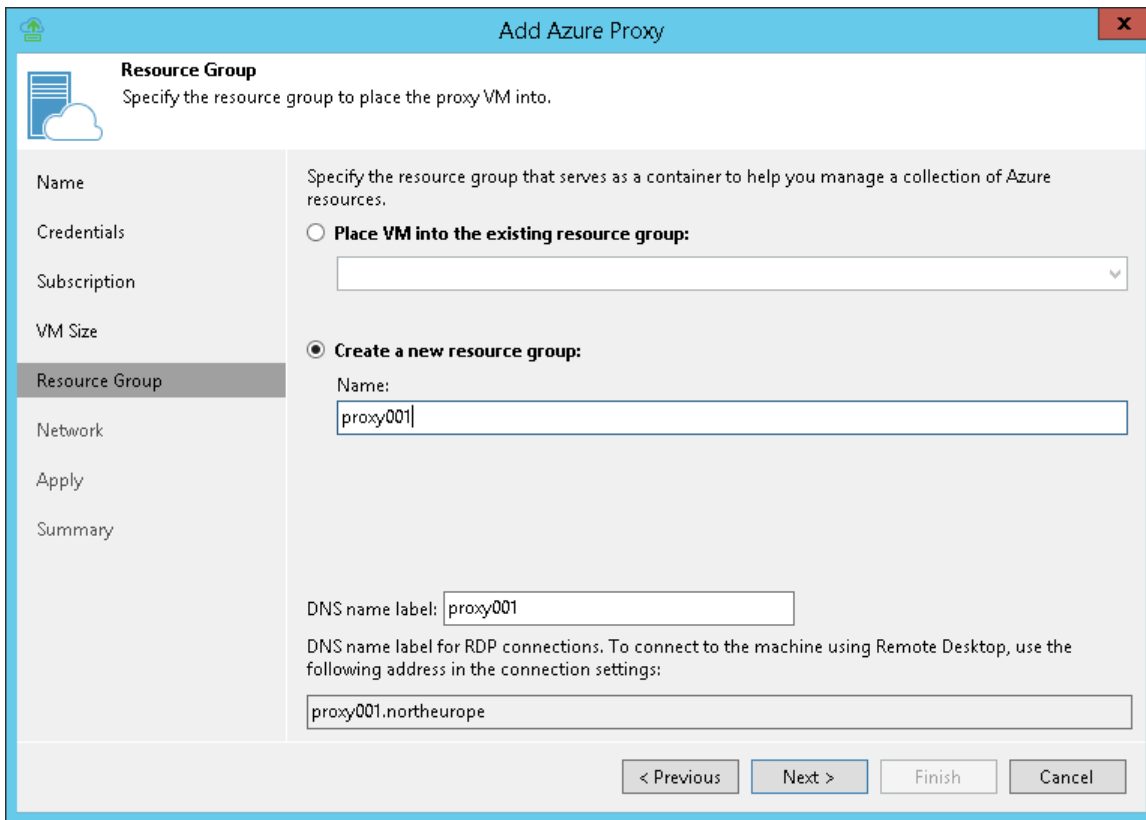 Add Azure Proxy
x
Resource Group
Specify the resource group to place the proxy VM into.
Name
Credentials
Subscription
VM Size
Resource Group
Network
Apply
Summary
Specify the resource group that serves as a container to help you manage a collection of Azure
resources.
Place VM into the existing resource group:
Create a new resource group:
Name:
proxy001
DNS name label: proxy001
DNS name label for RDP connections. To connect to the machine using Remote Desktop, use the
following address in the connection settings:
proxy001.northeurope
< Previous Next > Finish Cancel